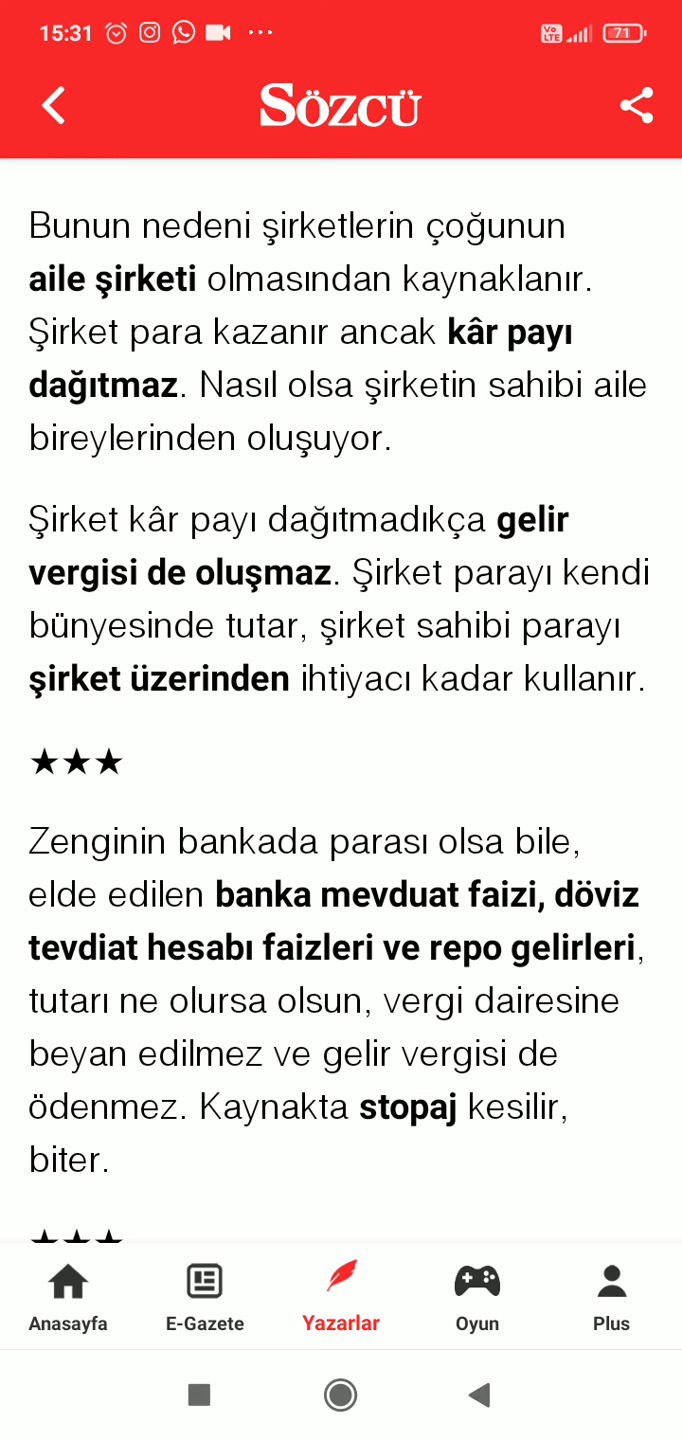 15:31
Vo LTE
71
SÖZCÜ
Bunun nedeni şirketlerin çoğunun
aile şirketi olmasından kaynaklanır.
Şirket para kazanır ancak kâr payı
dağıtmaz. Nasıl olsa şirketin sahibi aile
bireylerinden oluşuyor.
Şirket kâr payı dağıtmadıkça gelir
vergisi de oluşmaz. Şirket parayı kendi
bünyesinde tutar, şirket sahibi parayı
şirket üzerinden ihtiyacı kadar kullanır.
★★★
Zenginin bankada parası olsa bile,
elde edilen banka mevduat faizi, döviz
tevdiat hesabı faizleri ve repo gelirleri,
tutarı ne olursa olsun, vergi dairesine
beyan edilmez ve gelir vergisi de
ödenmez. Kaynakta stopaj kesilir,
biter.
★★★
Anasayfa E-Gazete Yazarlar Oyun Plus